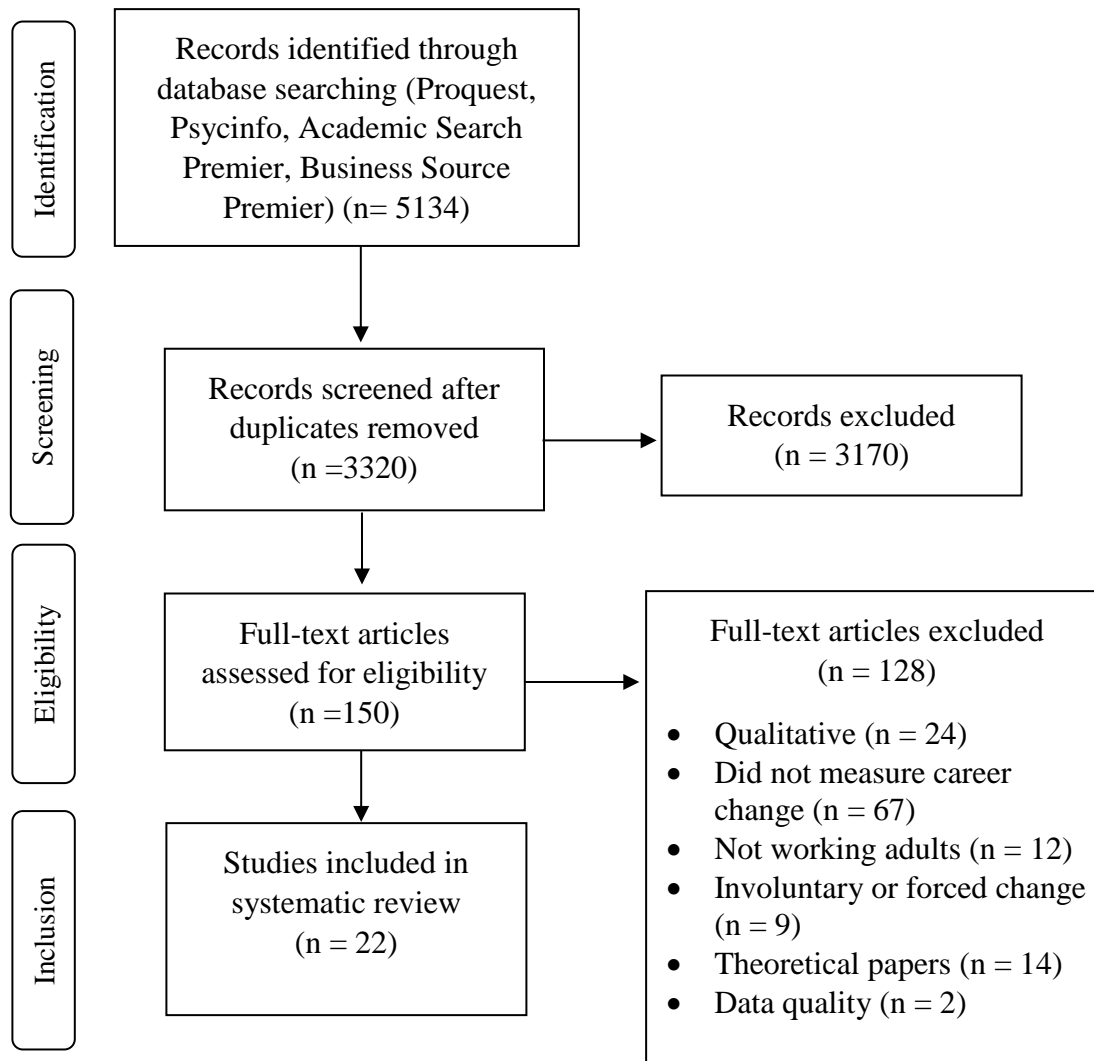 Identification
Records identified through
database searching (Proquest,
Psycinfo, Academic Search
Premier, Business Source
Premier) (n= 5134)
Screening
Records screened after
duplicates removed
(n =3320)
Records excluded
(n = 3170)
Eligibility
Full-text articles
assessed for eligibility
(n =150)
Full-text articles excluded
(n = 128)
• Qualitative (n = 24)
• Did not measure career
change (n = 67)
• Not working adults (n = 12)
• Involuntary or forced change
(n = 9)
• Theoretical papers (n = 14)
• Data quality (n = 2)
Inclusion
Studies included in
systematic review
(n = 22)